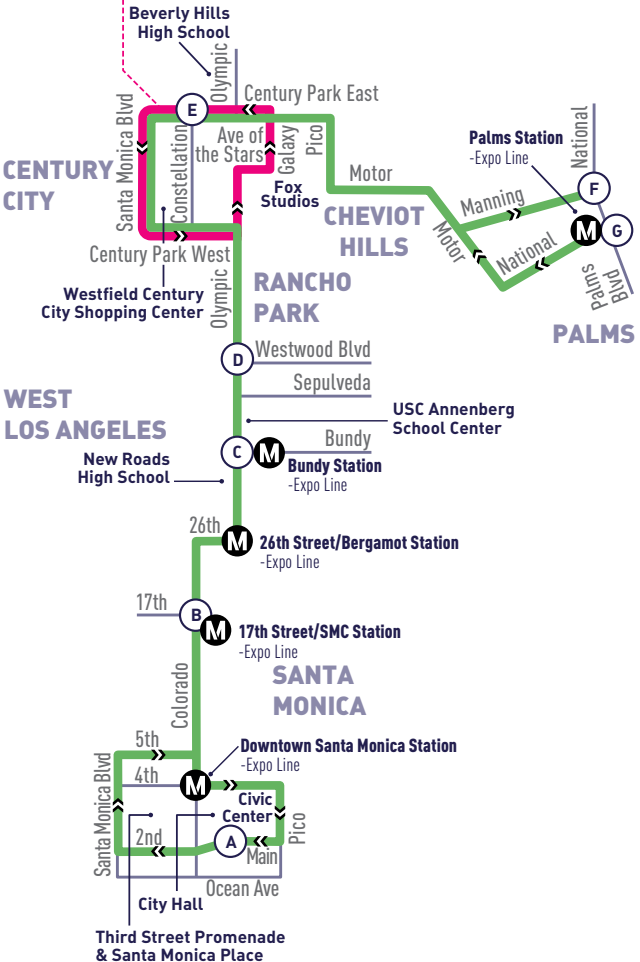 Beverly Hills
High School
Olympic
Century Park East
E
Santa Monica Blvd
Constellation
Ave of
the Stars
Galaxy
Pico
Fox
Studios
CENTURY
CITY
Motor
Palms Station
-Expo Line
National
Manning
F
M
G
CHEVIOT
HILLS
Motor
National
Palms
Blvd
PALMS
Century Park West
Westfield Century
City Shopping Center
Olympic
RANCHO
PARK
D
Westwood Blvd
Sepulveda
WEST
LOS ANGELES
USC Annenberg
School Center
C
M
Bundy
Bundy Station
-Expo Line
New Roads
High School
26th
M
26th Street/Bergamot Station
-Expo Line
17th
B
M
17th Street/SMC Station
-Expo Line
SANTA
MONICA
Colorado
5th
Downtown Santa Monica Station
-Expo Line
4th
M
Santa Monica Blvd
Civic
Center
Pico
2nd
A
Main
Ocean Ave
City Hall
Third Street Promenade
& Santa Monica Place